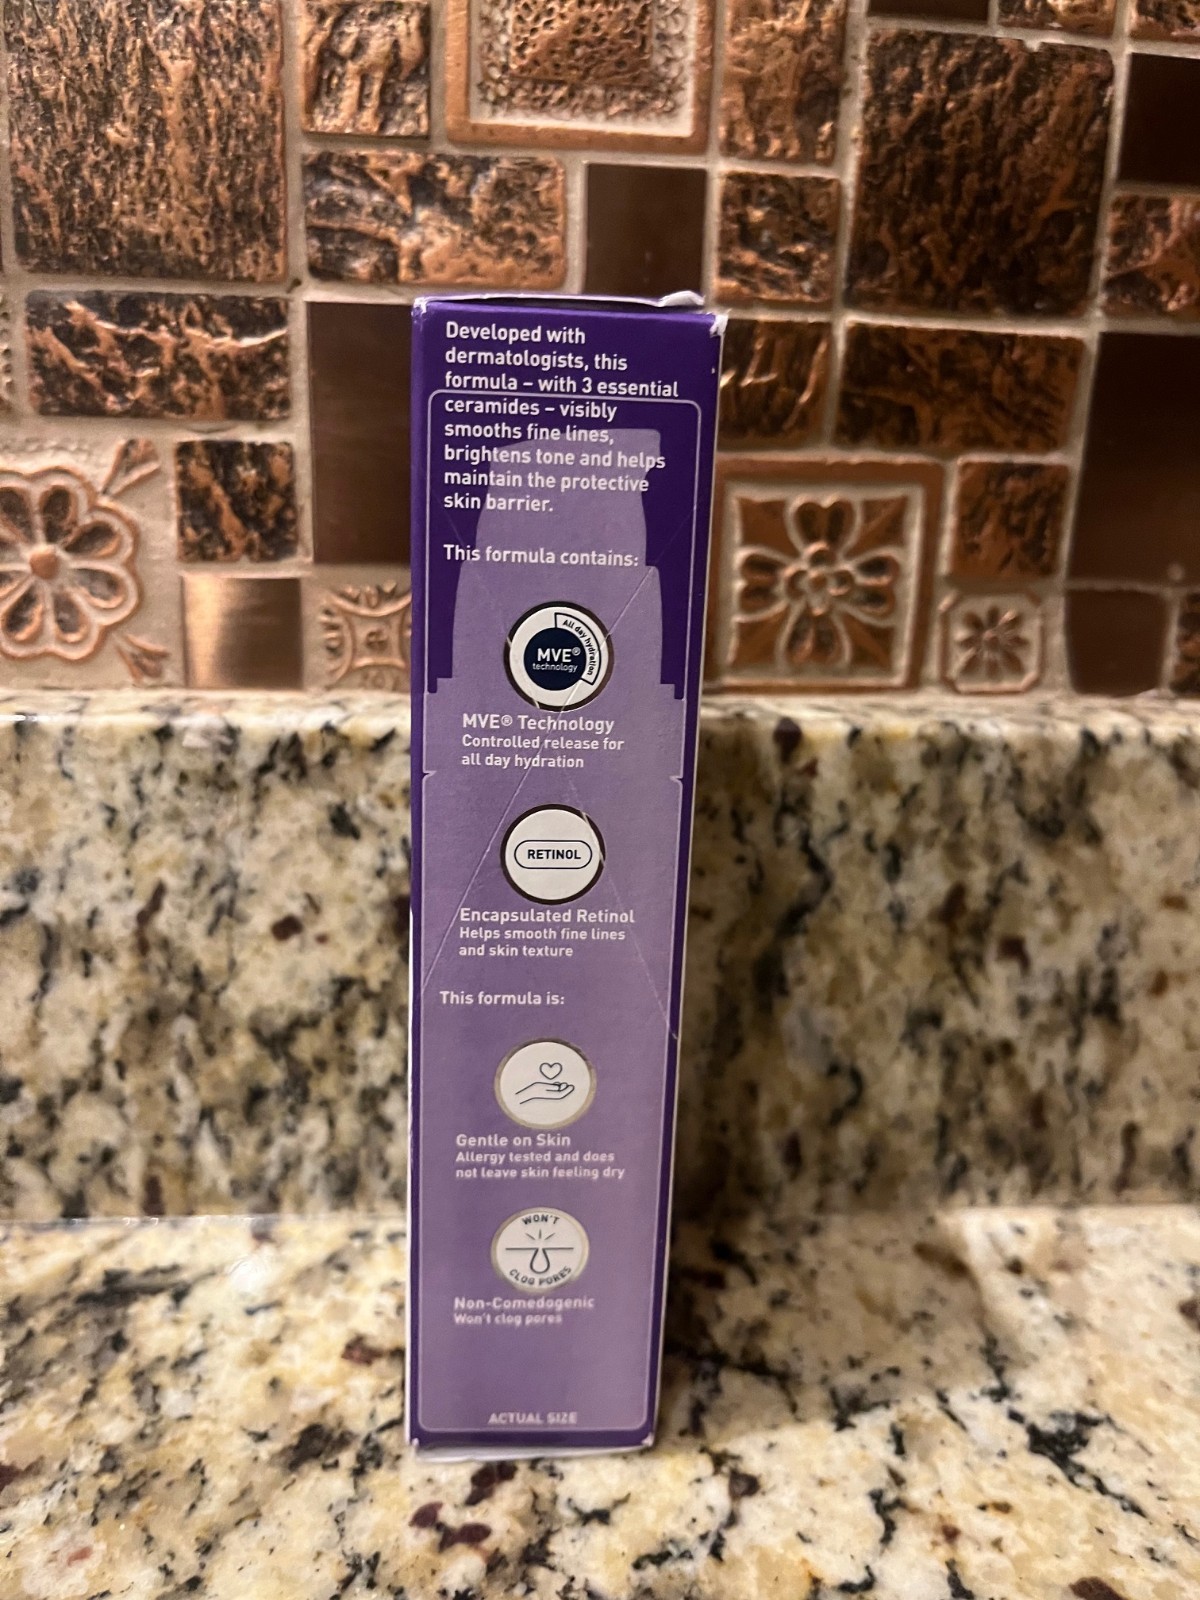 Developed with
dermatologists, this
formula – with 3 essential
ceramides – visibly
smooths fine lines,
brightens tone and helps
maintain the protective
skin barrier.
This formula contains:
All day hydration
MVE®
technology
MVE® Technology
Controlled release for
all day hydration
RETINOL
Encapsulated Retinol
Helps smooth fine lines
and skin texture
This formula is:
Gentle on Skin
Allergy tested and does
not leave skin feeling dry
WON'T
CLOG PORES
Non-Comedogenic
Won't clog pores
ACTUAL SIZE